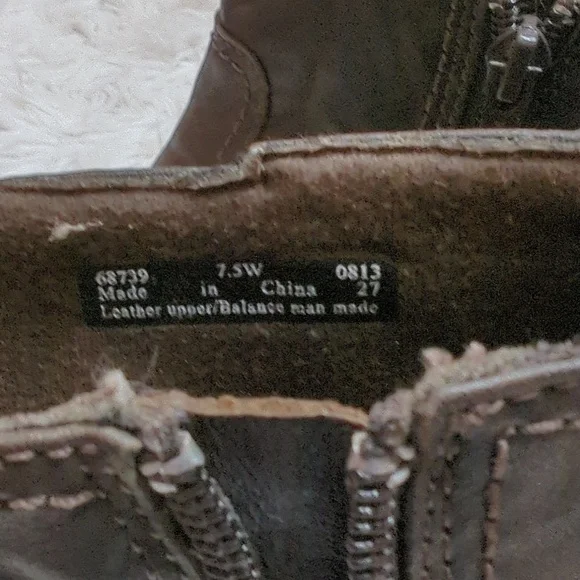 68739 7.5W 0813
Made in China 27
Leather upper/Balance man made